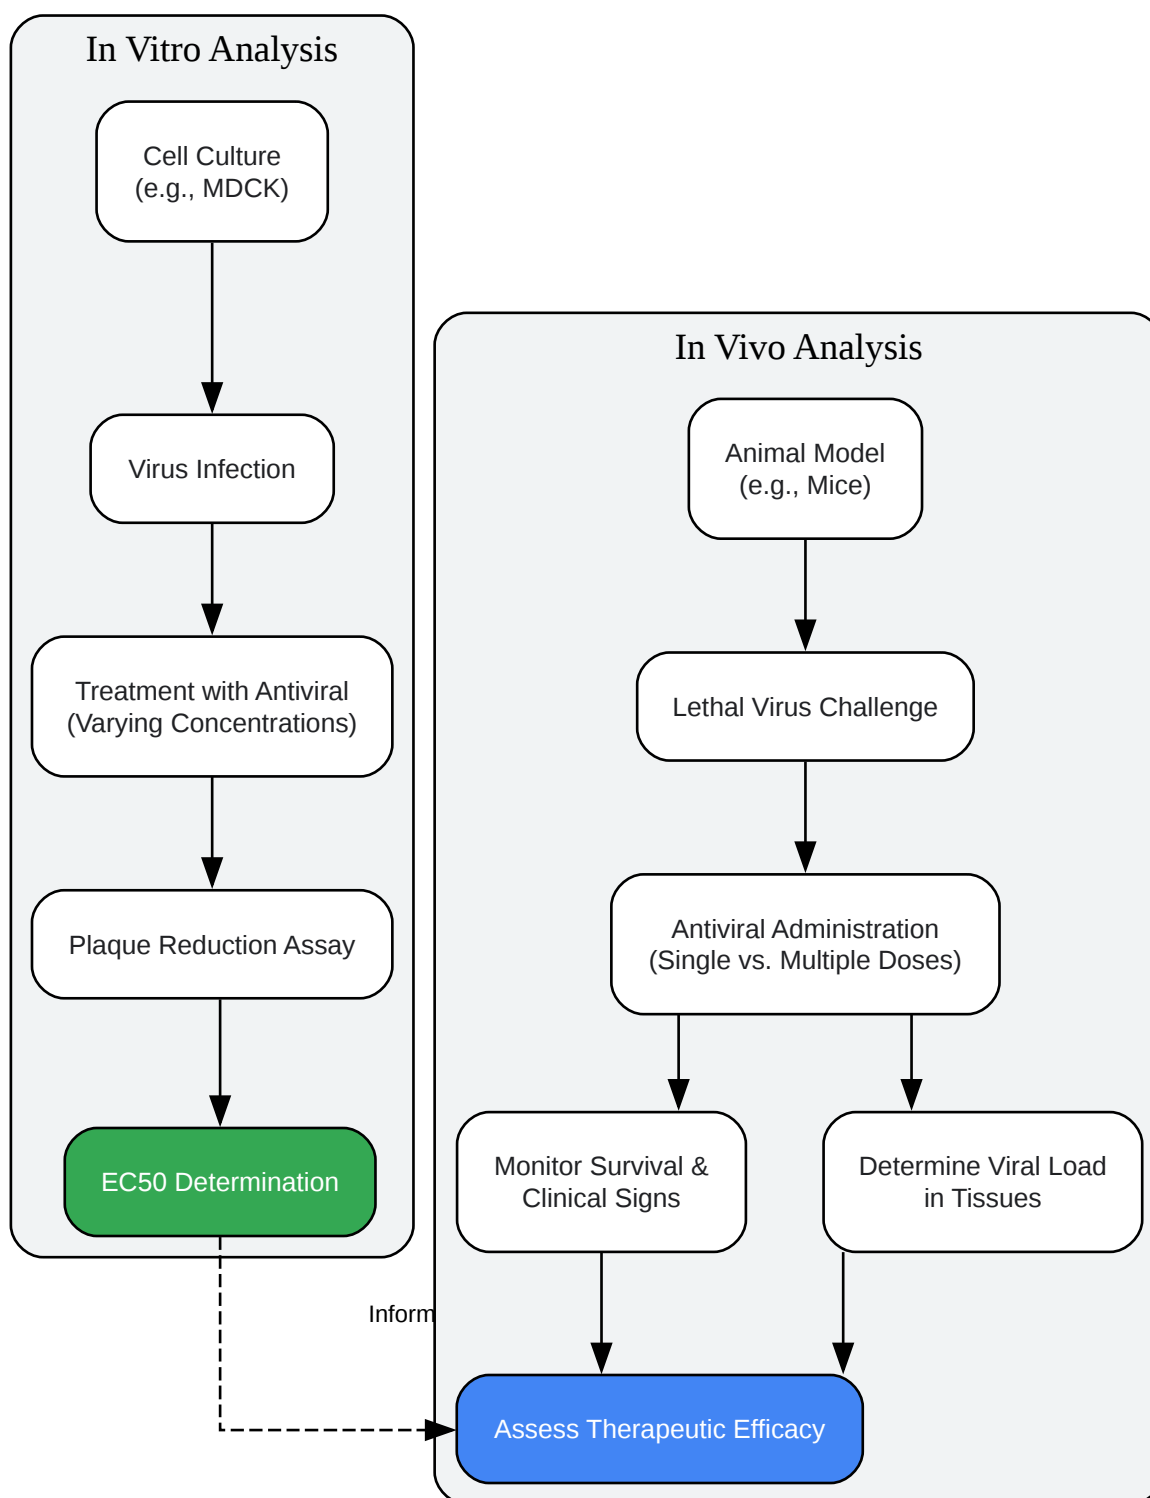 In Vitro Analysis
Cell Culture
(e.g., MDCK)
Virus Infection
Treatment with Antiviral
(Varying Concentrations)
Plaque Reduction Assay
EC50 Determination
Inform
In Vivo Analysis
Animal Model
(e.g., Mice)
Lethal Virus Challenge
Antiviral Administration
(Single vs. Multiple Doses)
Monitor Survival &
Clinical Signs
Determine Viral Load
in Tissues
Assess Therapeutic Efficacy